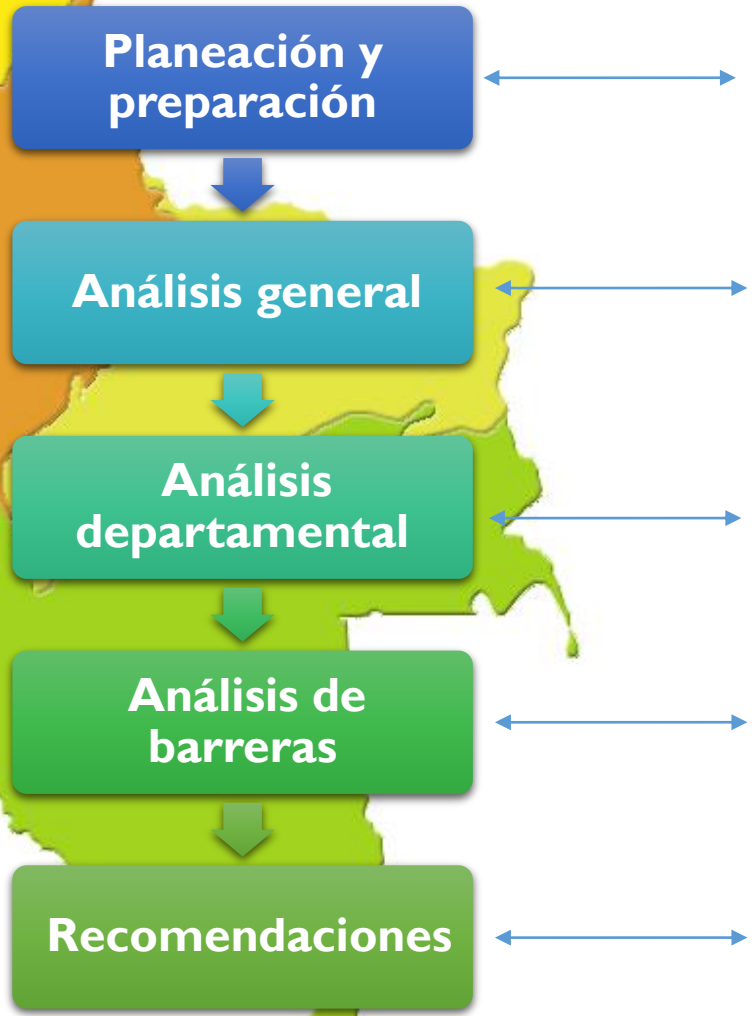 Planeación y
preparación
Análisis general
Análisis
departamental
Análisis de
barreras
Recomendaciones